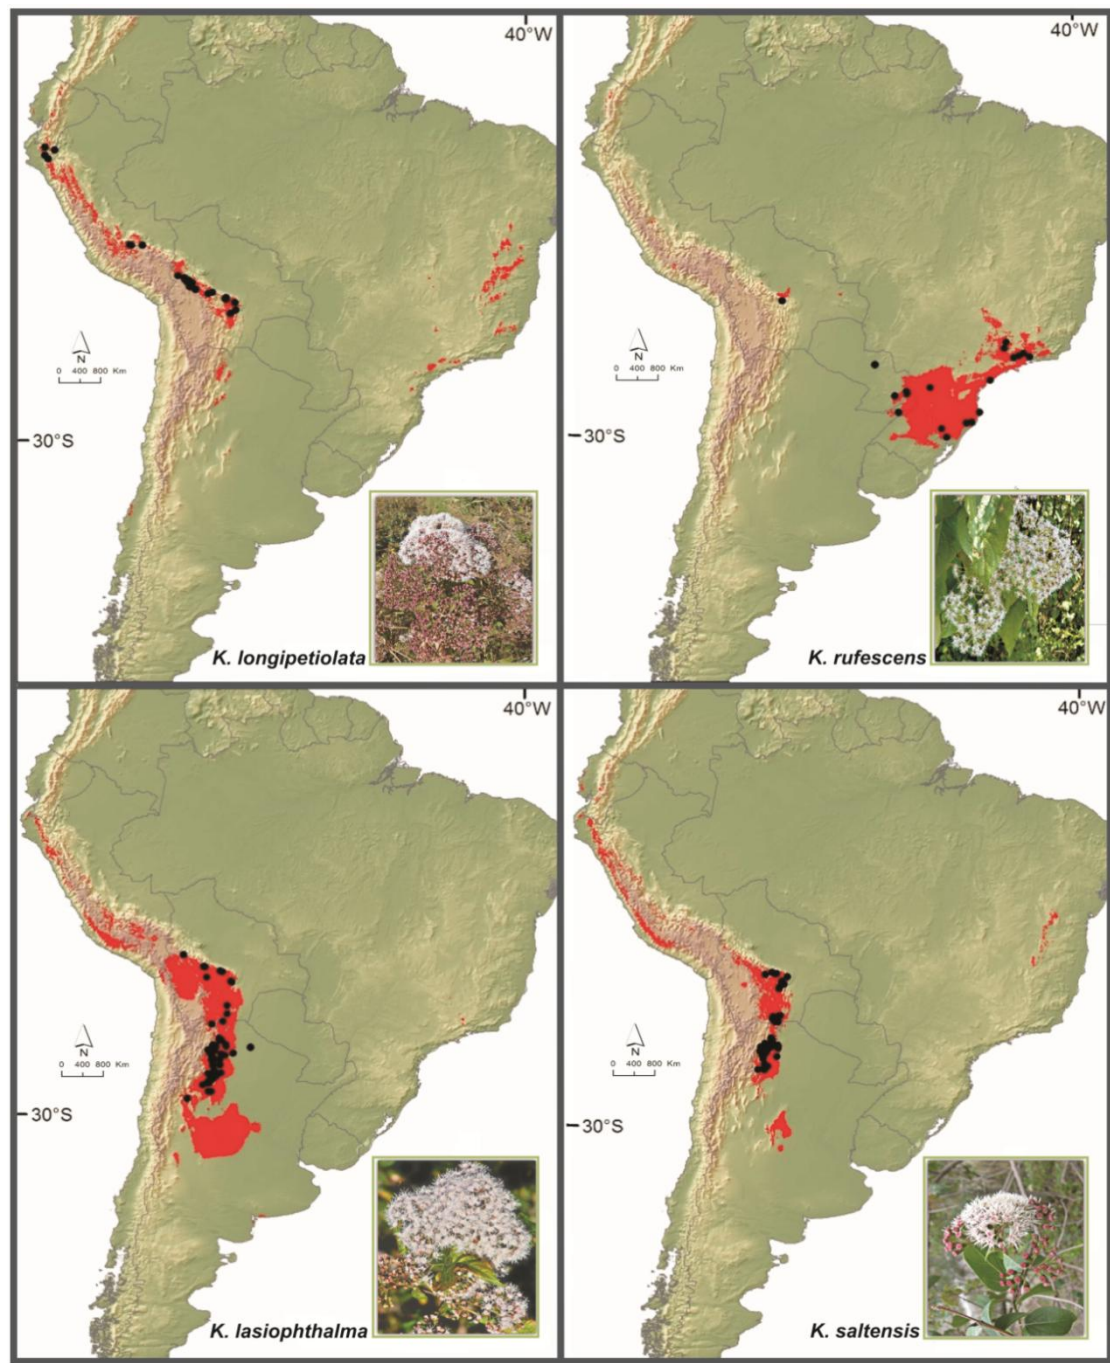 40°W
N
0 400 800 Km
30°S
K. longipetiolata
40°W
N
0 400 800 Km
30°S
K. rufescens
40°W
N
0 400 800 Km
30°S
K. lasiophthalma
40°W
N
0 400 800 Km
30°S
K. saltensis